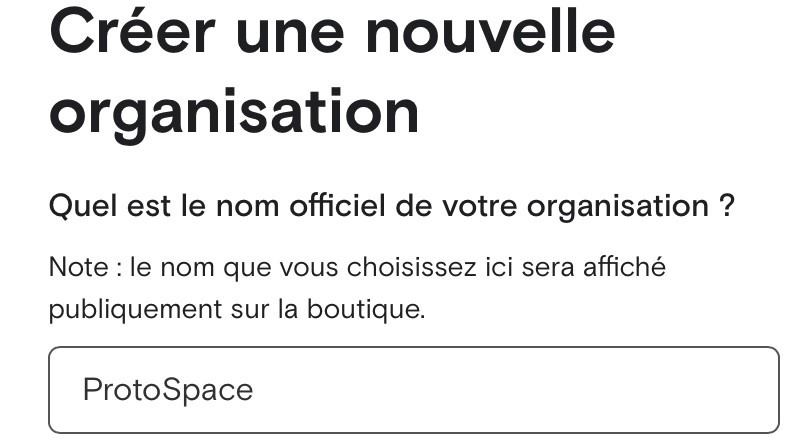 Créer une nouvelle
organisation
Quel est le nom officiel de votre organisation ?
Note : le nom que vous choisissez ici sera affiché
publiquement sur la boutique.
ProtoSpace